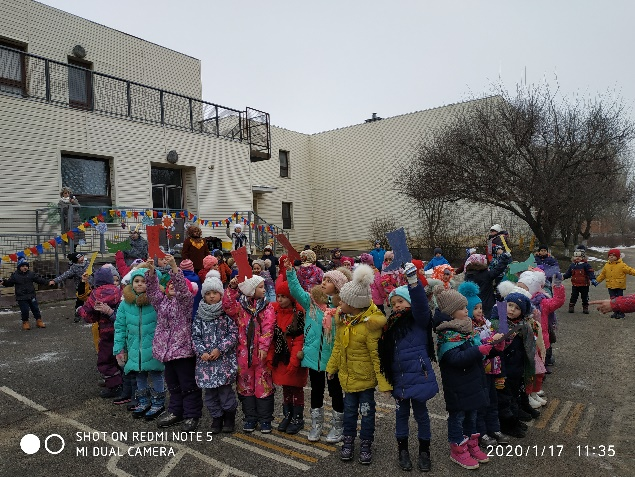 SHOT ON REDMI NOTE 5
MI DUAL CAMERA
2020/1/17 11:35